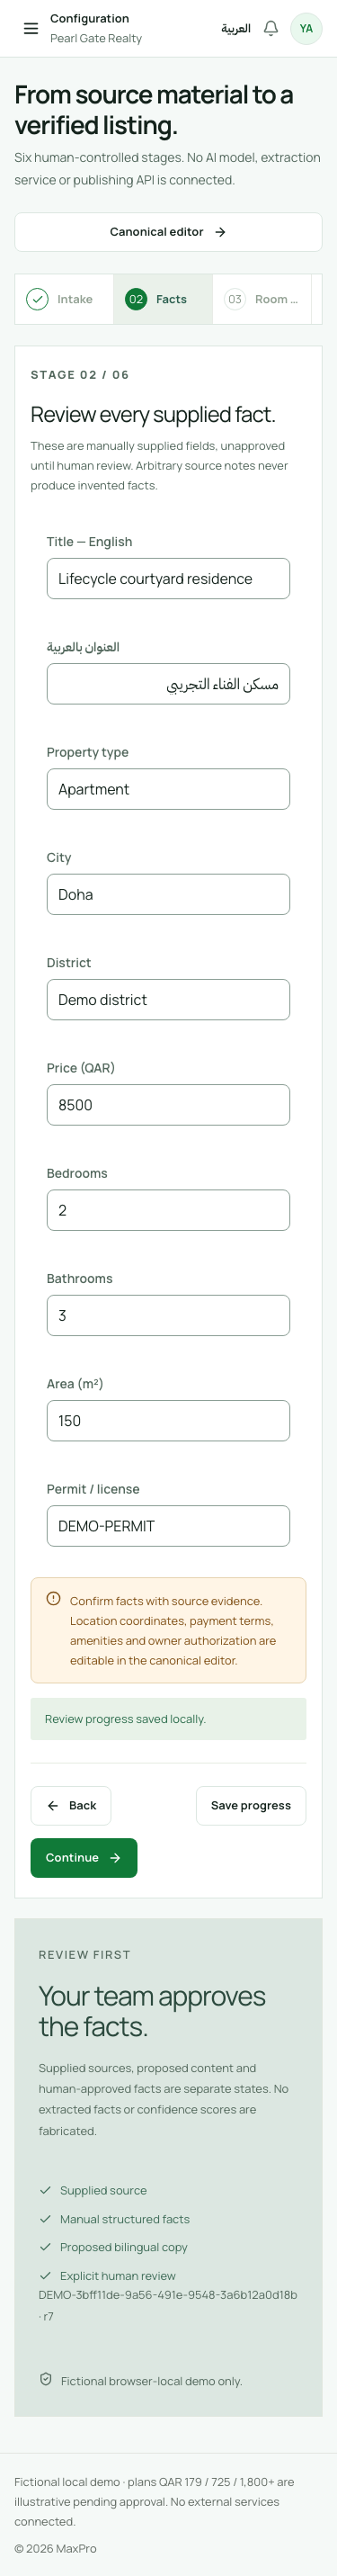 Configuration
Pearl Gate Realty
العربية
YA
From source material to a
verified listing.
Six human-controlled stages. No AI model, extraction
service or publishing API is connected.
Canonical editor
Intake
02 Facts
03 Room ...
STAGE 02 / 06
Review every supplied fact.
These are manually supplied fields, unapproved
until human review. Arbitrary source notes never
produce invented facts.
Title — English
Lifecycle courtyard residence
العنوان بالعربية
مسكن الفناء التجريبي
Property type
Apartment
City
Doha
District
Demo district
Price (QAR)
8500
Bedrooms
2
Bathrooms
3
Area (m²)
150
Permit / license
DEMO-PERMIT
Confirm facts with source evidence.
Location coordinates, payment terms,
amenities and owner authorization are
editable in the canonical editor.
Review progress saved locally.
Back
Save progress
Continue
REVIEW FIRST
Your team approves
the facts.
Supplied sources, proposed content and
human-approved facts are separate states. No
extracted facts or confidence scores are
fabricated.
Supplied source
Manual structured facts
Proposed bilingual copy
Explicit human review
DEMO-3bff11de-9a56-491e-9548-3a6b12a0d18b
· r7
Fictional browser-local demo only.
Fictional local demo · plans QAR 179 / 725 / 1,800+ are
illustrative pending approval. No external services
connected.
© 2026 MaxPro